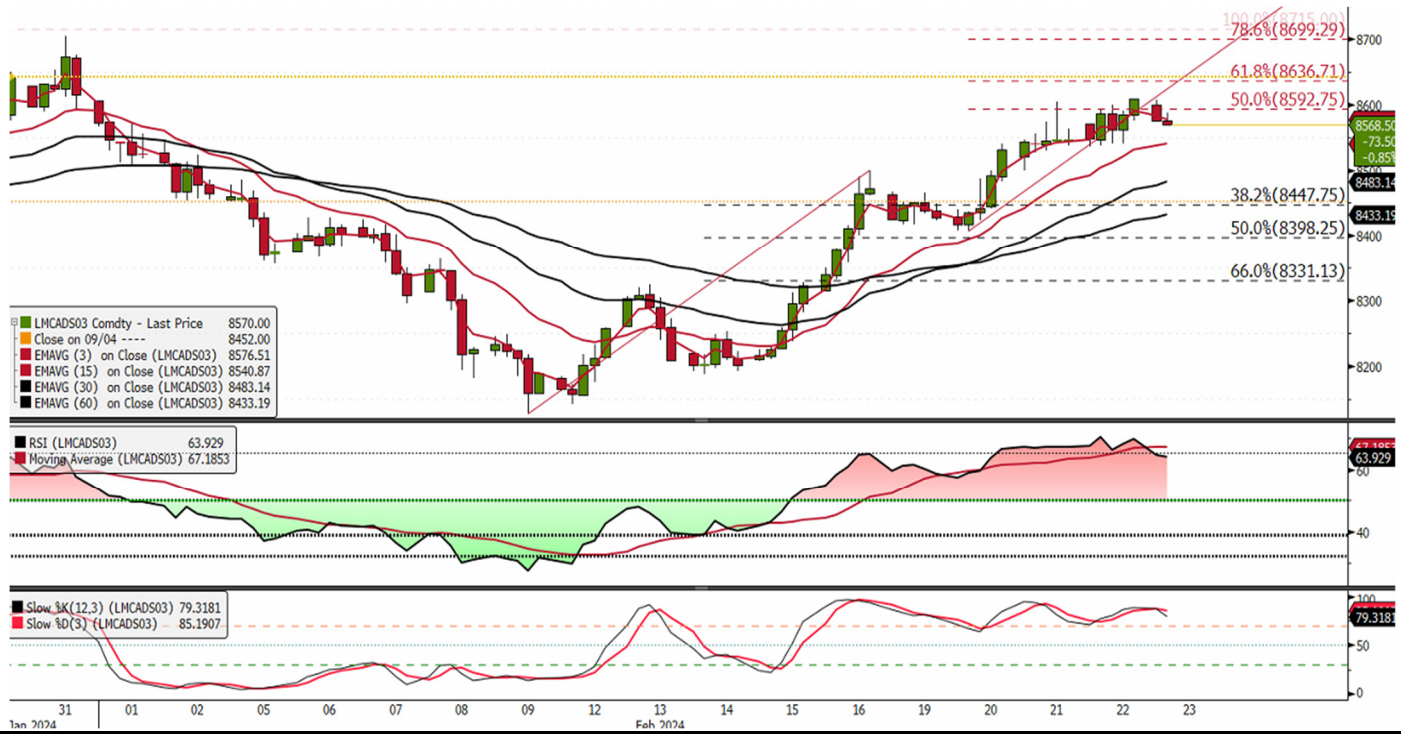 100.0%(8715.00)
78.6%(8699.29)
8700
61.8%(8636.71)
50.0%(8592.75)
8600
8568.50
-73.50
-0.85%
8500
8483.14
38.2%(8447.75)
8433.19
50.0%(8398.25)
8400
66.0%(8331.13)
8300
8200
LMCADS03 Comdty - Last Price 8570.00
Close on 09/04 ---- 8452.00
EMAVG (3) on Close (LMCADS03) 8576.51
EMAVG (15) on Close (LMCADS03) 8540.87
EMAVG (30) on Close (LMCADS03) 8483.14
EMAVG (60) on Close (LMCADS03) 8433.19
RSI (LMCADS03) 63.929
Moving Average (LMCADS03) 67.1853
67.1853
63.929
60
40
Slow %K(12,3) (LMCADS03) 79.3181
Slow %D(3) (LMCADS03) 85.1907
100
79.3181
50
0
31 01 02 05 06 07 08 09 12 13 14 15 16 19 20 21 22 23
Jan 2024 Feb 2024